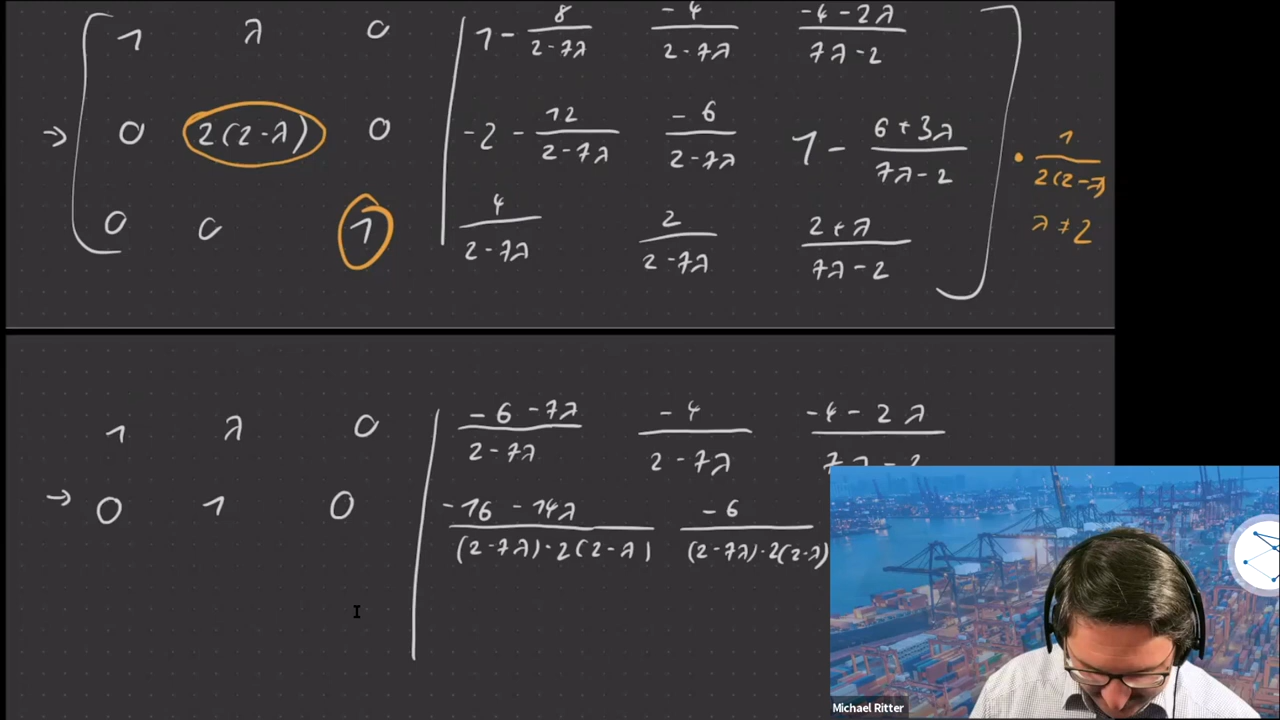 1 λ 0 | 1 - 8/(2-7λ) -4/(2-7λ) (-4-2λ)/(7λ-2)
→ 0 2(2-λ) 0 | -2 - 12/(2-7λ) -6/(2-7λ) 1 - (6+3λ)/(7λ-2) · 1/(2(2-λ)
λ ≠ 2
0 0 1 | 4/(2-7λ) 2/(2-7λ) (2+λ)/(7λ-2)
1 λ 0 | (-6-7λ)/(2-7λ) -4/(2-7λ) (-4-2λ)/(7λ-2)
→ 0 1 0 | (-16-14λ)/((2-7λ)·2(2-λ)) -6/((2-7λ)·2(2-λ))
Michael Ritter